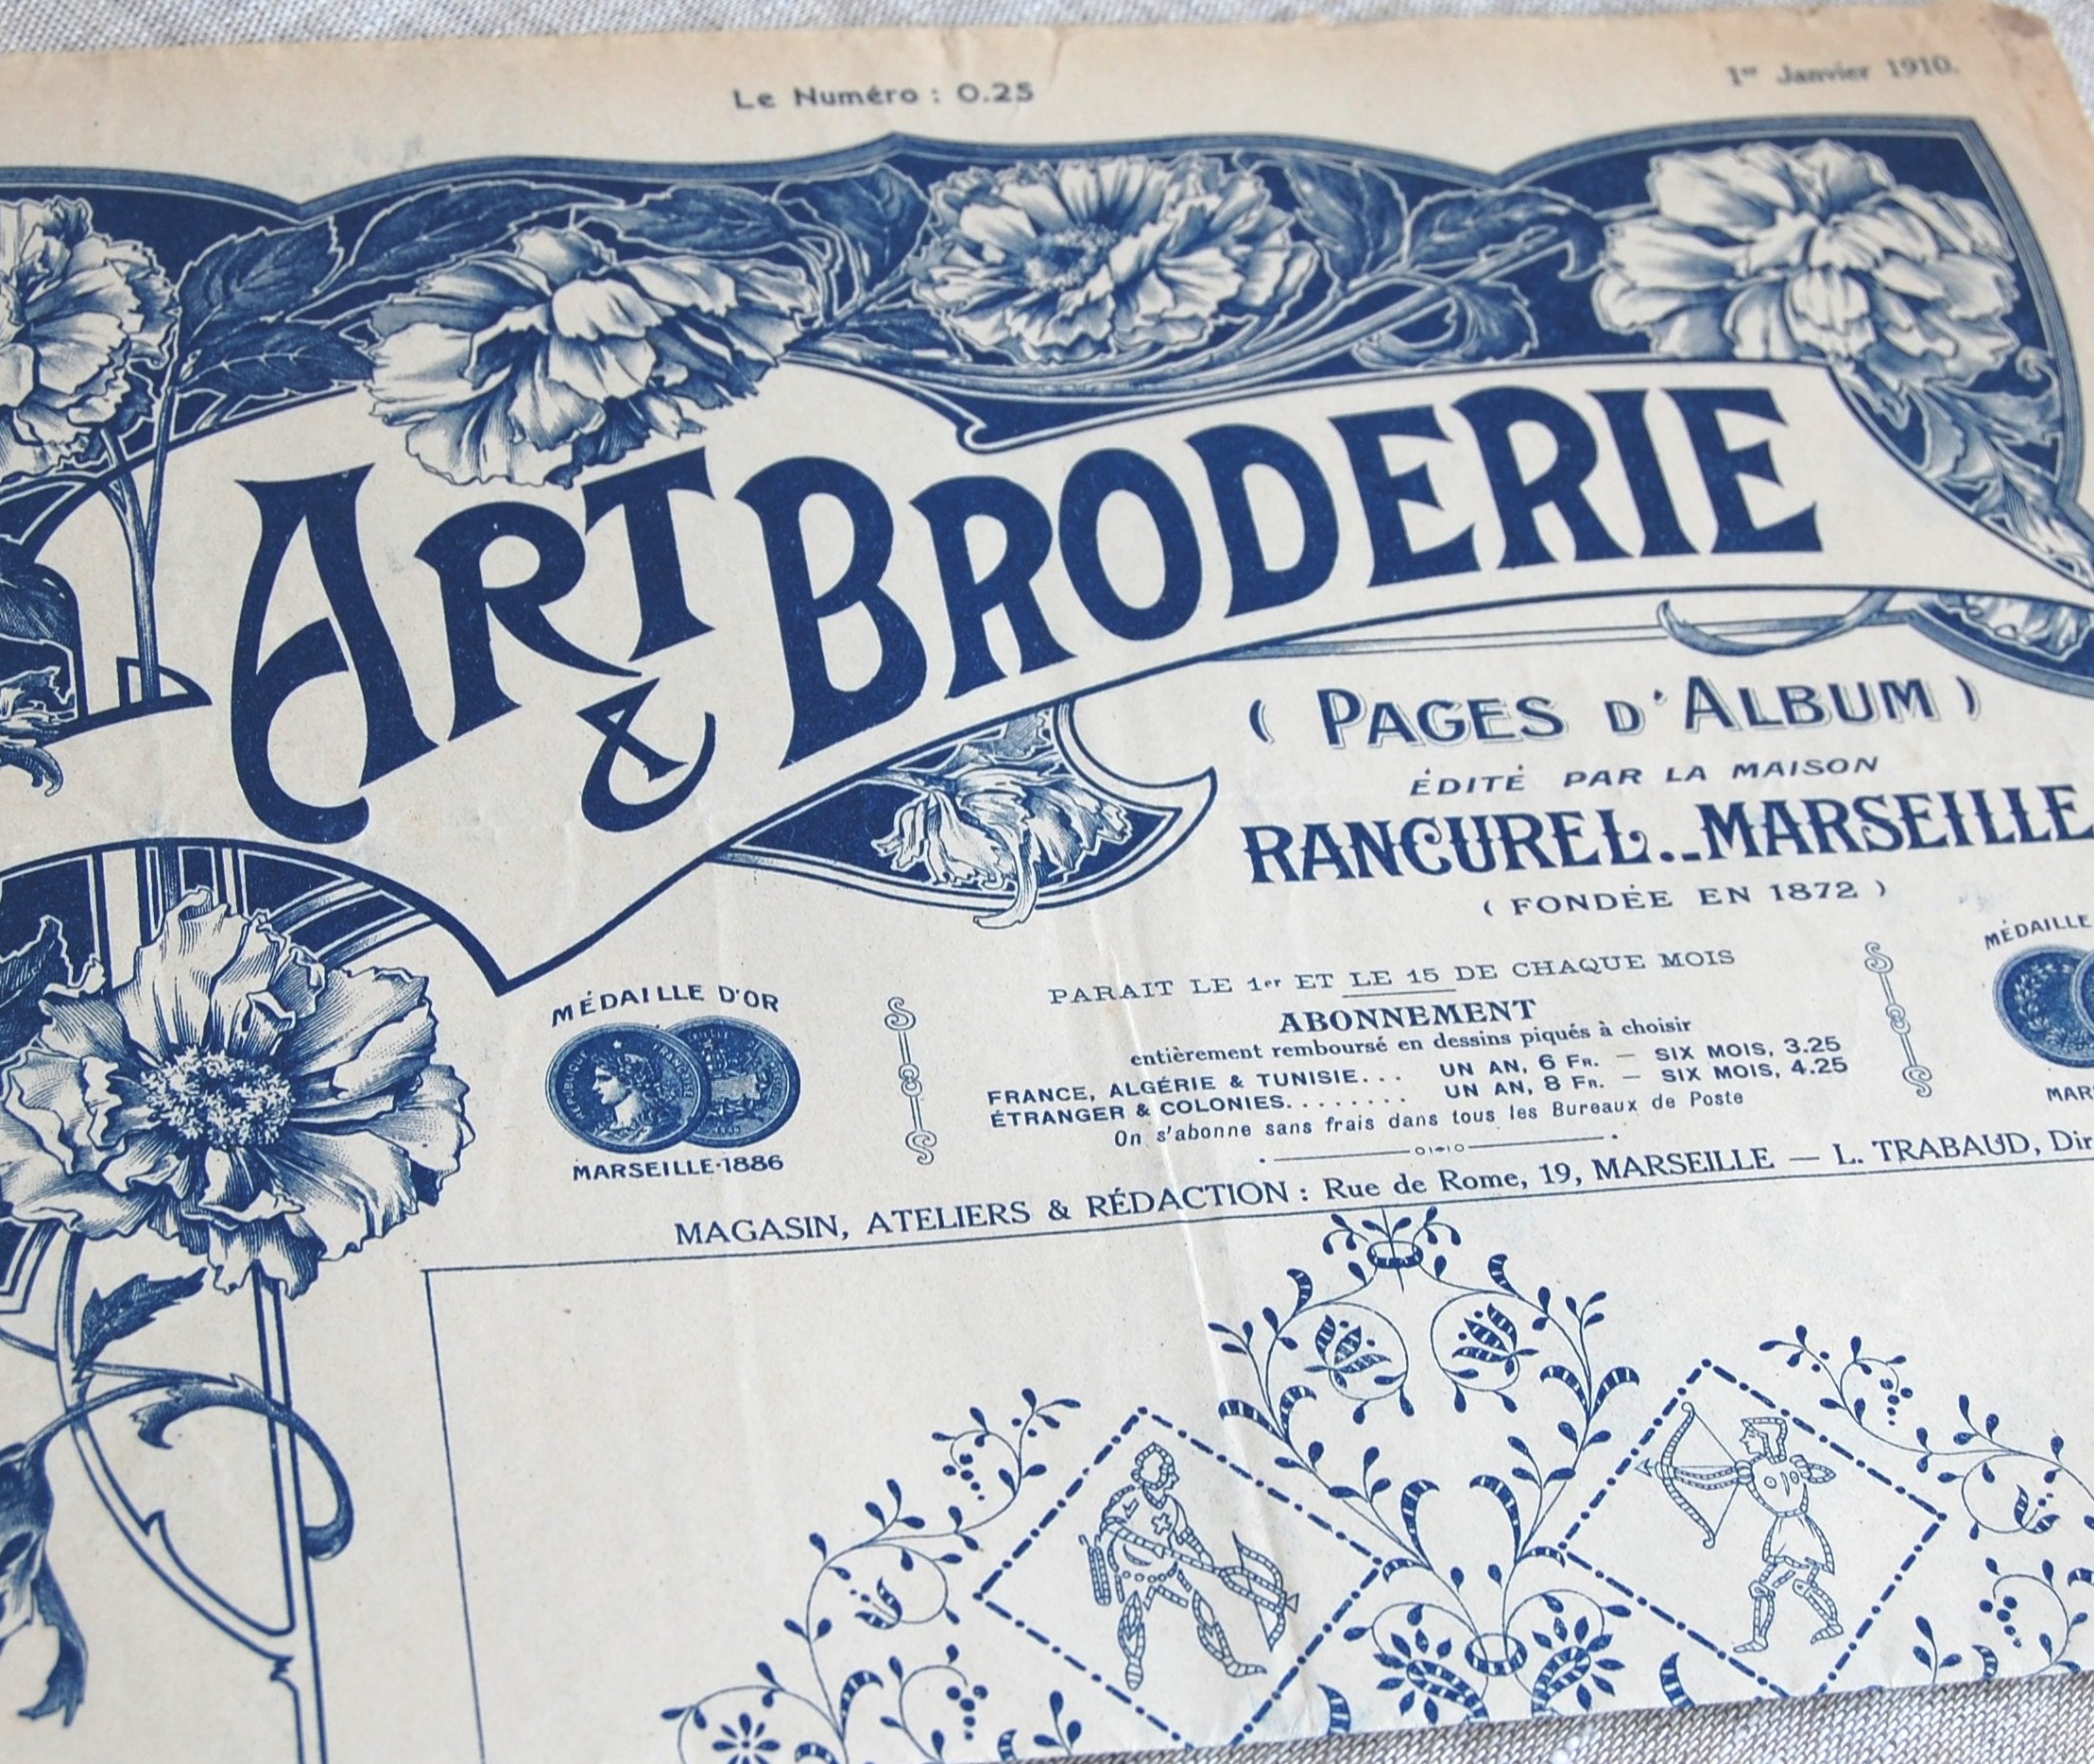 Le Numéro : 0.25
1er Janvier 1910.
L'ART & BRODERIE
( PAGES D'ALBUM )
ÉDITÉ PAR LA MAISON
RANCUREL..MARSEILLE
( FONDÉE EN 1872 )
MÉDAILLE D'OR
RÉPUBLIQUE FRANÇAISE
MARSEILLE·1886
PARAIT LE 1er ET LE 15 DE CHAQUE MOIS
ABONNEMENT
entièrement remboursé en dessins piqués à choisir
FRANCE, ALGÉRIE & TUNISIE... UN AN, 6 FR. — SIX MOIS, 3.25
ÉTRANGER & COLONIES........ UN AN, 8 FR. — SIX MOIS, 4.25
On s'abonne sans frais dans tous les Bureaux de Poste
MÉDAILLE
MAR
MAGASIN, ATELIERS & RÉDACTION : Rue de Rome, 19, MARSEILLE — L. TRABAUD, Dir